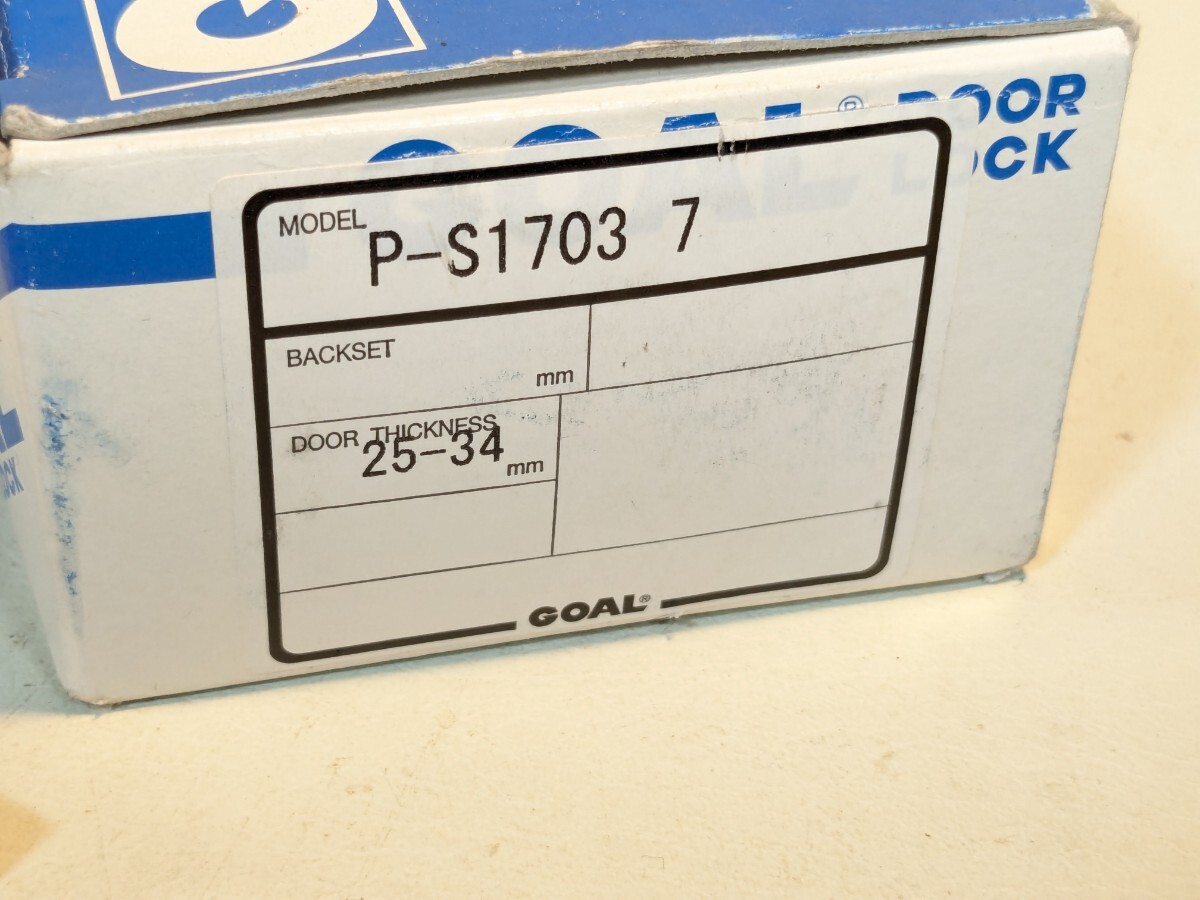 GOAL® DOOR
LOCK
MODEL P-S1703 7
BACKSET
mm
DOOR THICKNESS
25-34 mm
GOAL®